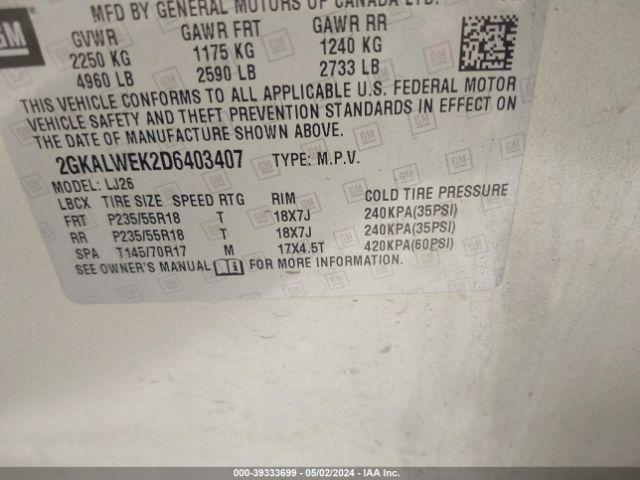 MFD BY GENERAL MOTORS OF CANADA LTD.
GM
GVWR GAWR FRT GAWR RR
2250 KG 1175 KG 1240 KG
4960 LB 2590 LB 2733 LB
THIS VEHICLE CONFORMS TO ALL APPLICABLE U.S. FEDERAL MOTOR
VEHICLE SAFETY AND THEFT PREVENTION STANDARDS IN EFFECT ON
THE DATE OF MANUFACTURE SHOWN ABOVE.
2GKALWEK2D6403407 TYPE: M.P.V.
MODEL: LJ26
LBCX TIRE SIZE SPEED RTG RIM COLD TIRE PRESSURE
FRT P235/55R18 T 18X7J 240KPA(35PSI)
RR P235/55R18 T 18X7J 240KPA(35PSI)
SPA T145/70R17 M 17X4.5T 420KPA(60PSI)
SEE OWNER'S MANUAL FOR MORE INFORMATION.
000-39333699 - 05/02/2024 - IAA Inc.